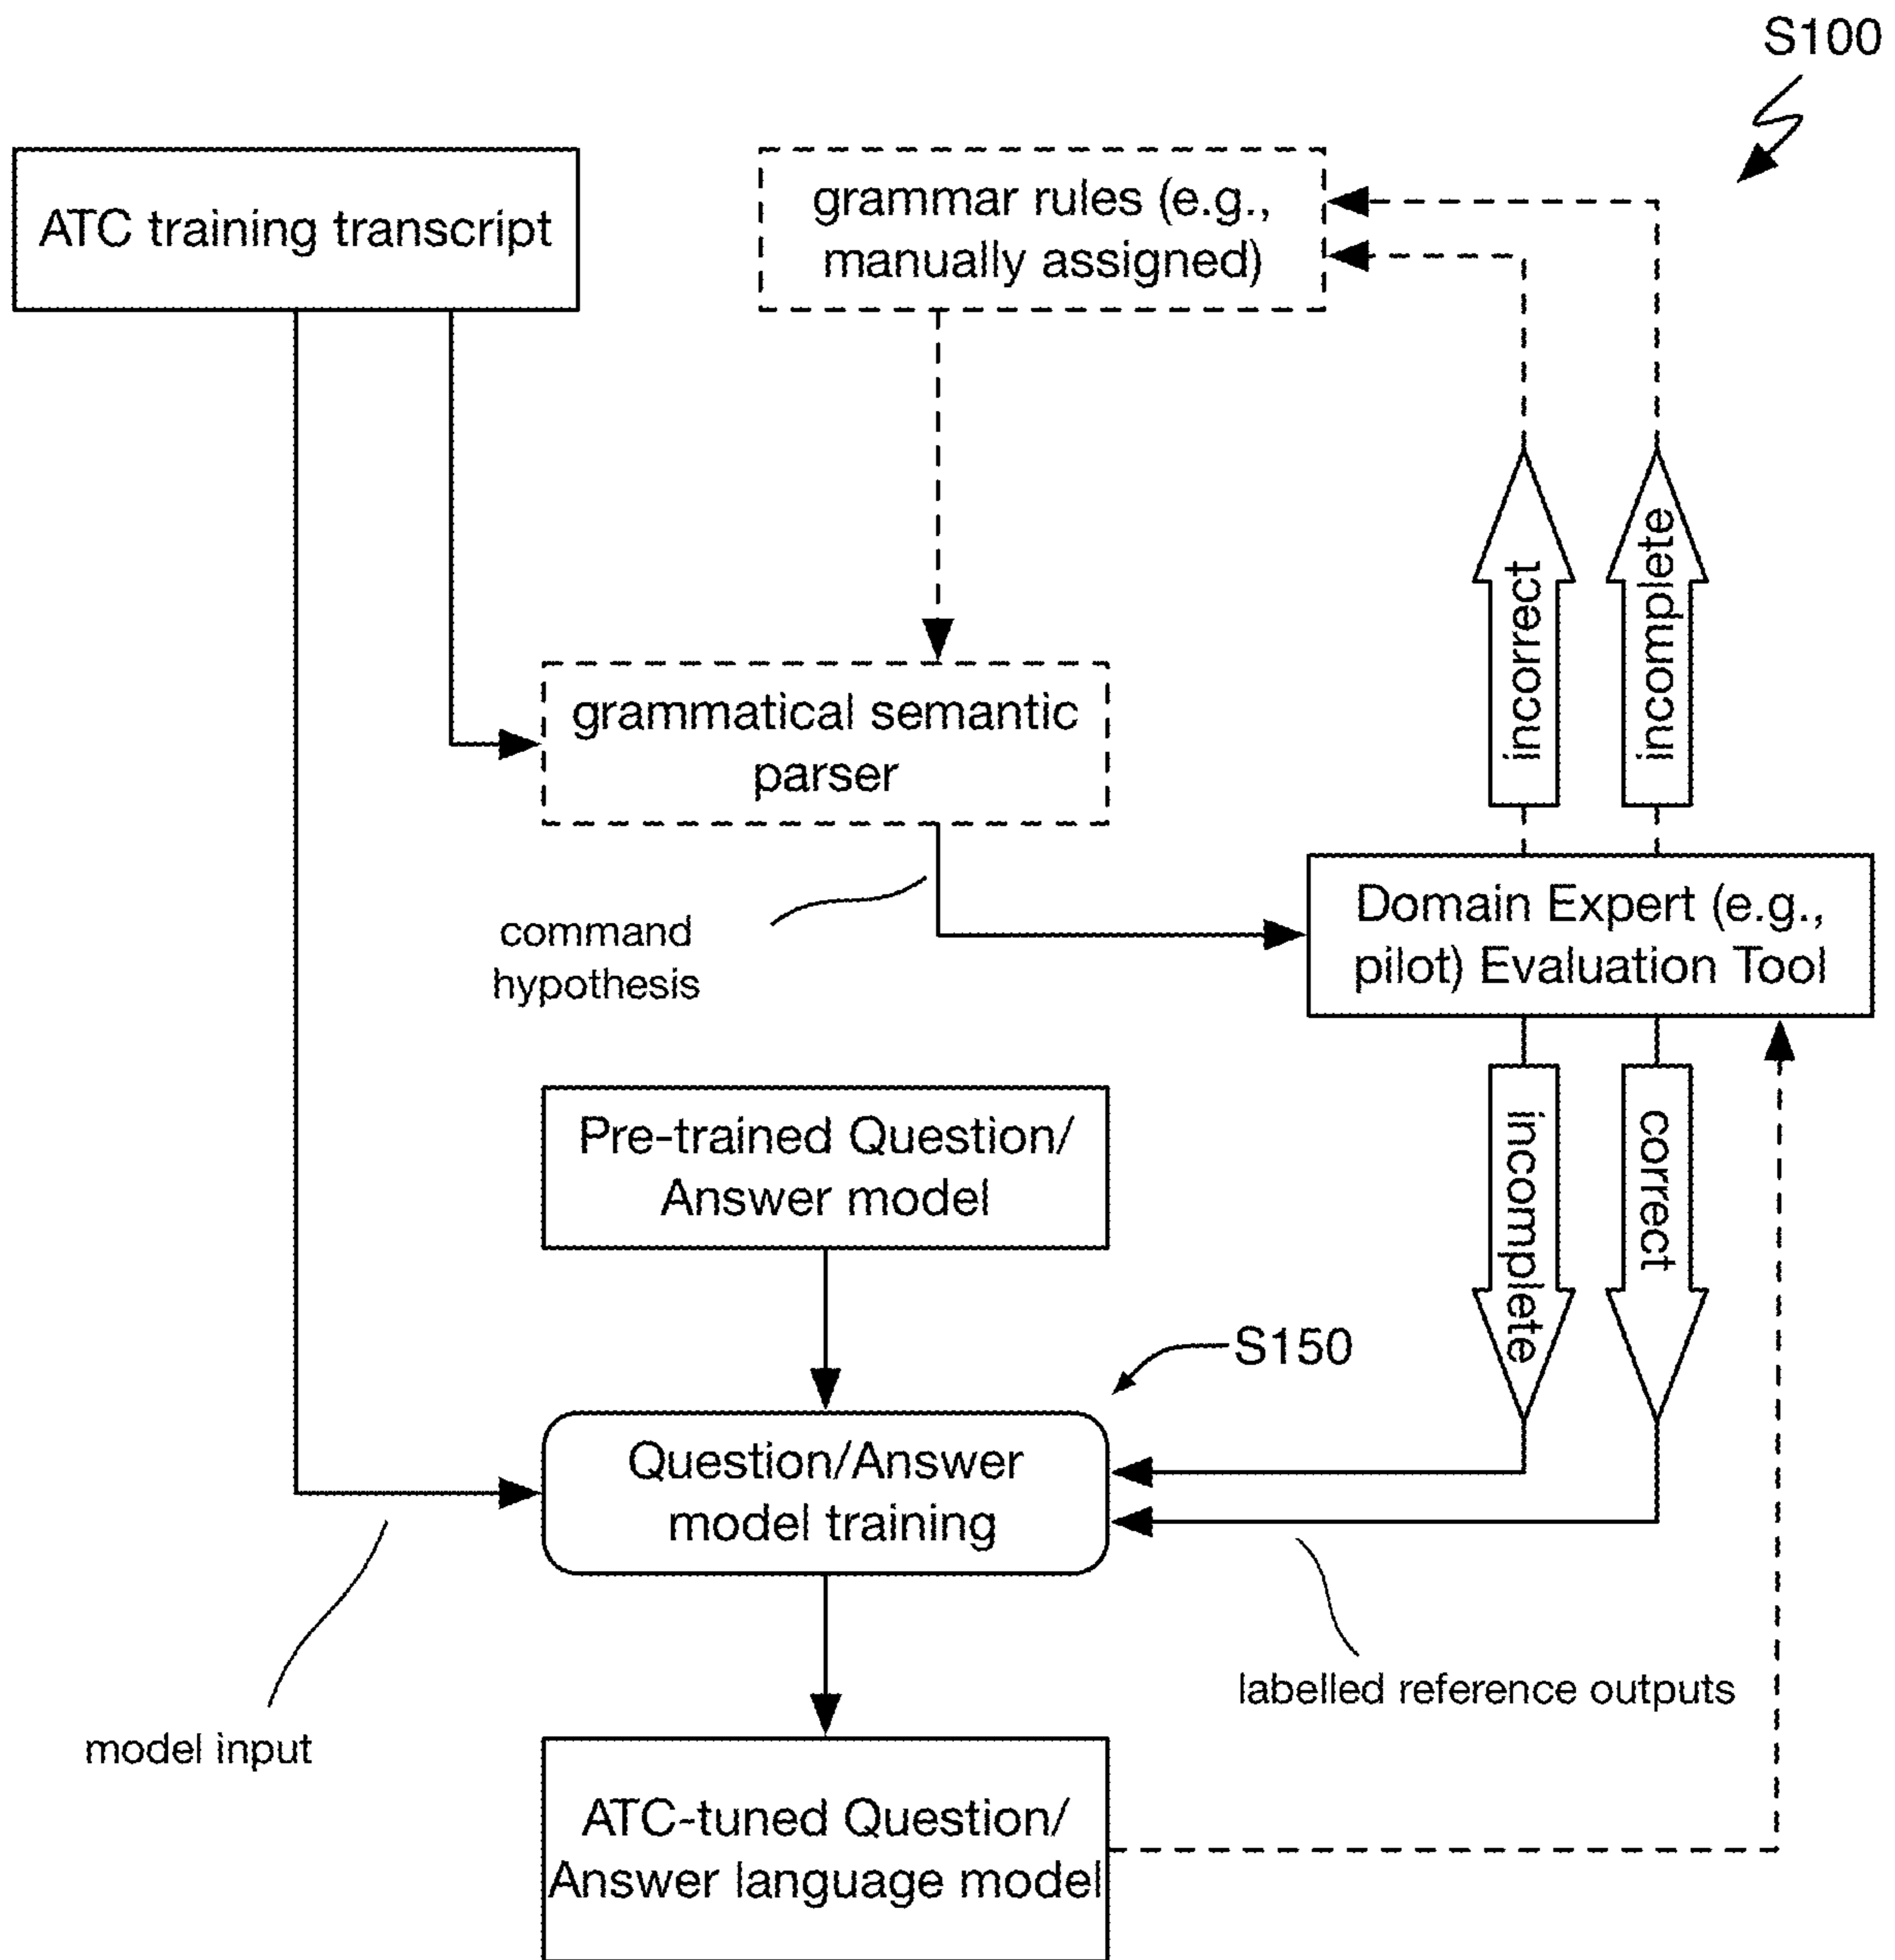 S100
ATC training transcript
grammar rules (e.g.,
manually assigned)
incorrect
incomplete
grammatical semantic
parser
command
hypothesis
Domain Expert (e.g.,
pilot) Evaluation Tool
Pre-trained Question/
Answer model
incomplete
correct
S150
Question/Answer
model training
labelled reference outputs
model input
ATC-tuned Question/
Answer language model